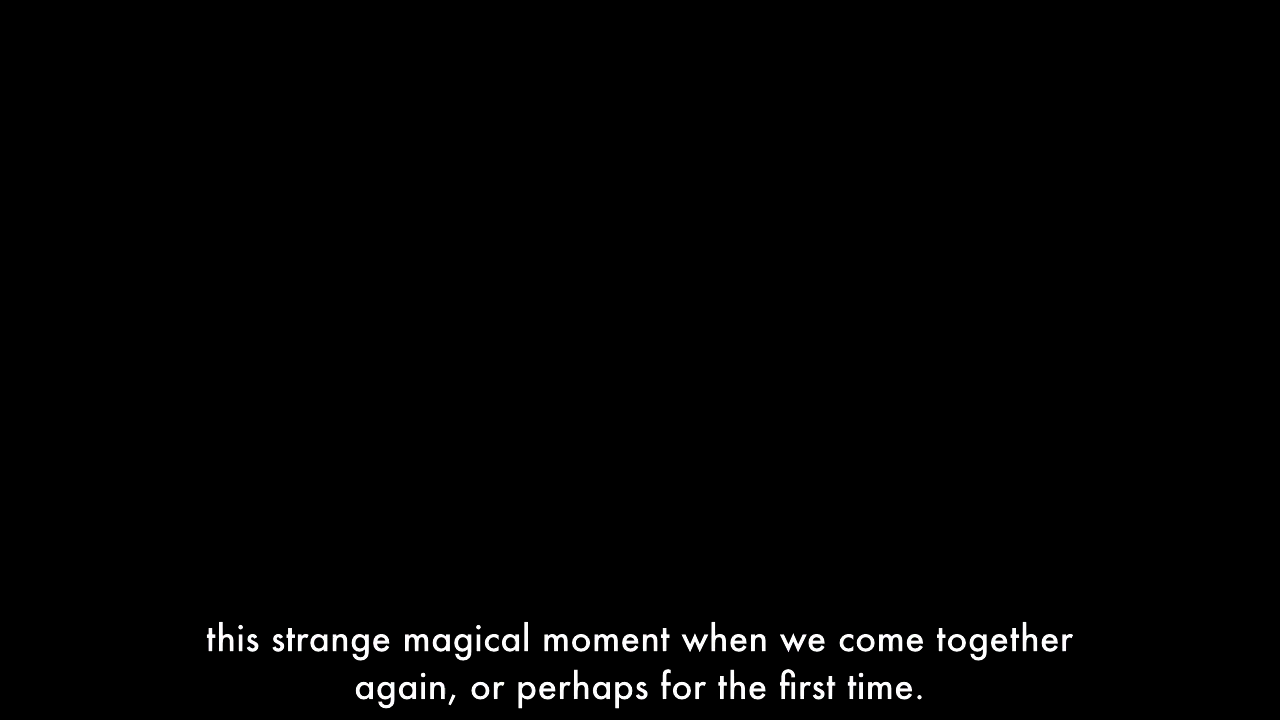 this strange magical moment when we come together
again, or perhaps for the first time.